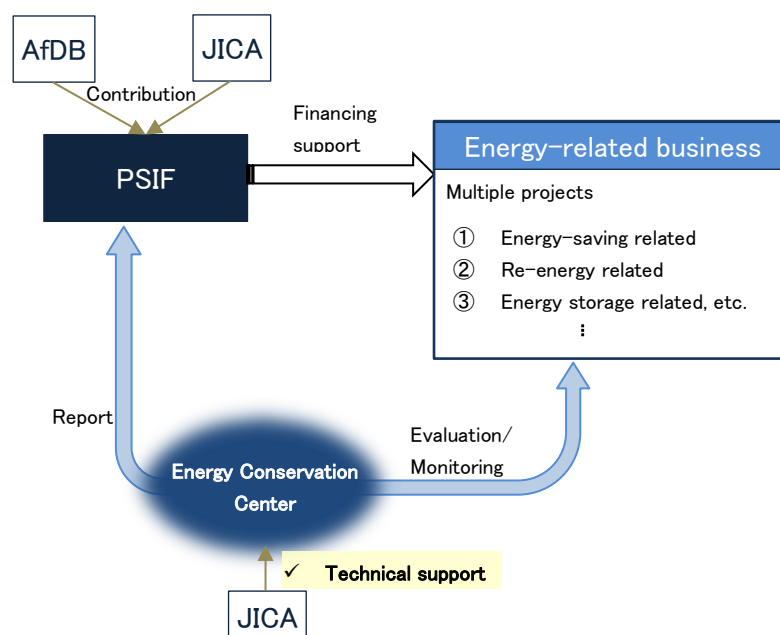 AfDB
JICA
Contribution
Financing
support
PSIF
Energy-related business
Multiple projects
① Energy-saving related
② Re-energy related
③ Energy storage related, etc.
⋮
Report
Evaluation/
Monitoring
Energy Conservation
Center
✓ Technical support
JICA